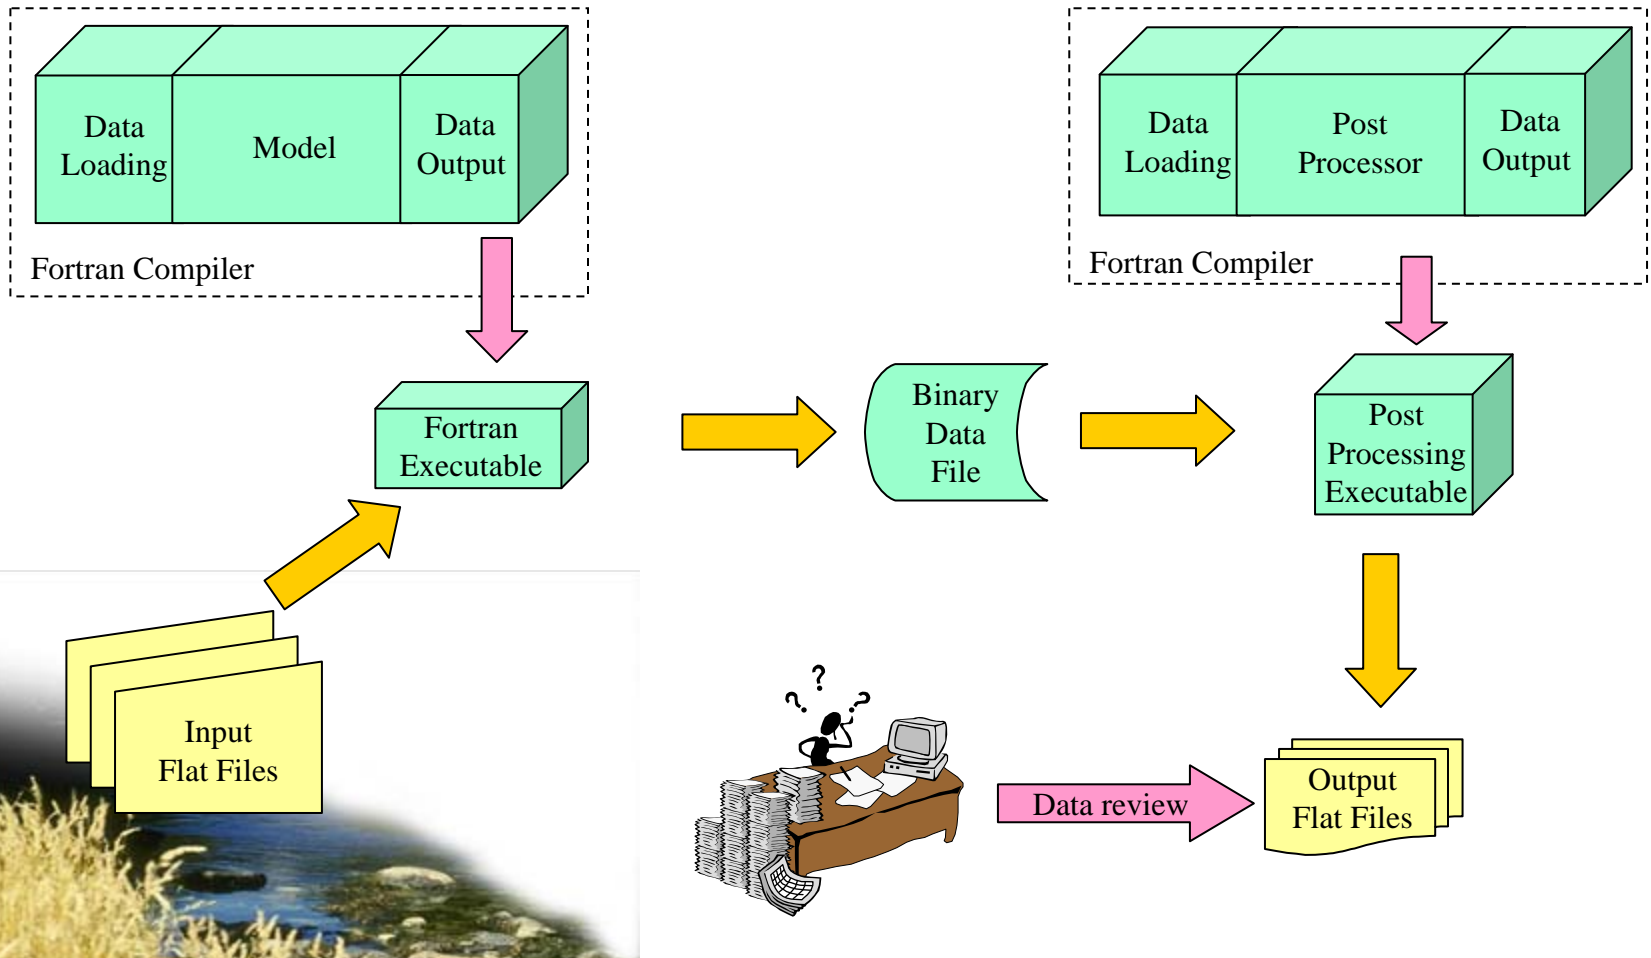 Data
Loading
Model
Data
Output
Fortran Compiler
Data
Loading
Post
Processor
Data
Output
Fortran Compiler
Fortran
Executable
Binary
Data
File
Post
Processing
Executable
Input
Flat Files
? ? ?
Data review
Output
Flat Files